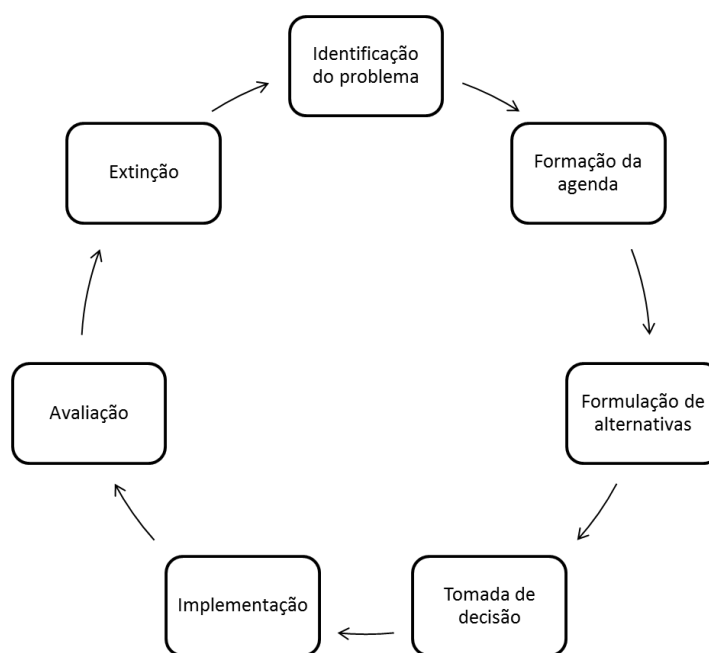 Identificação
do problema
Formação da
agenda
Formulação de
alternativas
Tomada de
decisão
Implementação
Avaliação
Extinção